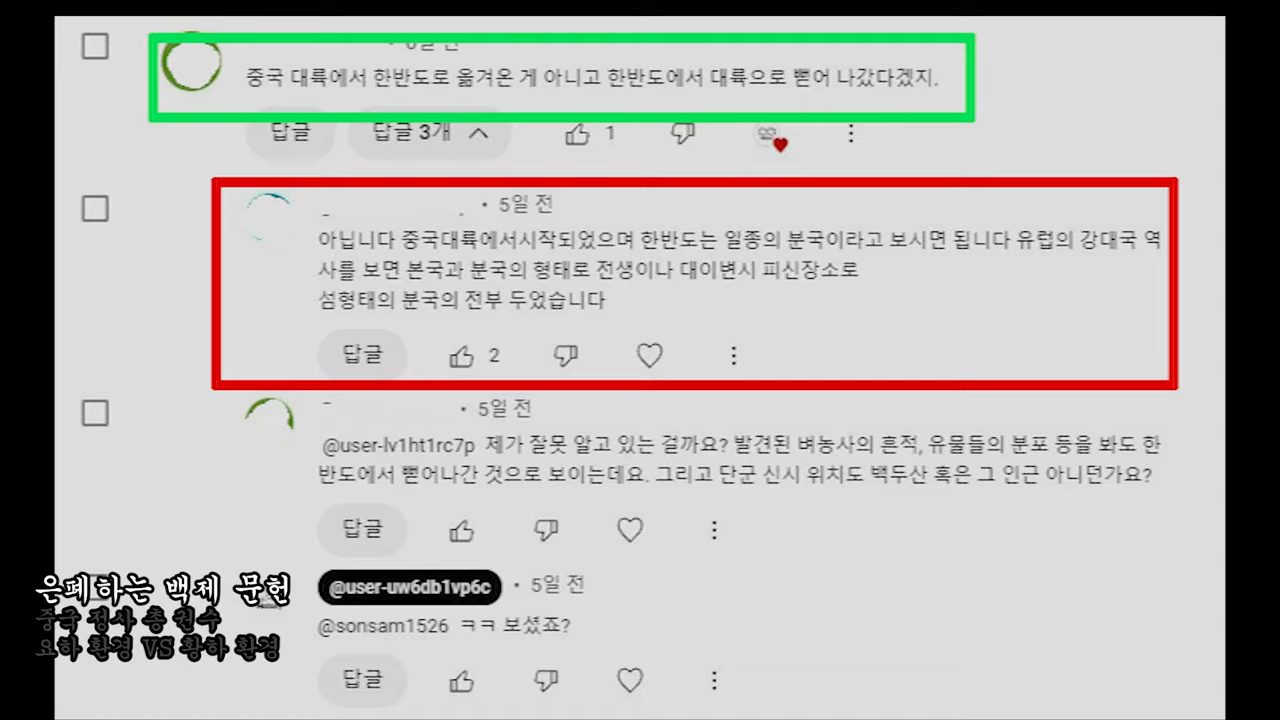 중국 대륙에서 한반도로 옮겨온 게 아니고 한반도에서 대륙으로 뻗어 나갔다겠지.
답글
답글 3개
1
• 5일 전
아닙니다 중국대륙에서시작되었으며 한반도는 일종의 분국이라고 보시면 됩니다 유럽의 강대국 역
사를 보면 본국과 분국의 형태로 전생이나 대이변시 피신장소로
섬형태의 분국의 전부 두었습니다
답글
2
• 5일 전
@user-lv1ht1rc7p 제가 잘못 알고 있는 걸까요? 발견된 벼농사의 흔적, 유물들의 분포 등을 봐도 한
반도에서 뻗어나간 것으로 보이는데요. 그리고 단군 신시 위치도 백두산 혹은 그 인근 아니던가요?
답글
@user-uw6db1vp6c • 5일 전
@sonsam1526 ㅋㅋ 보셨죠?
답글
은폐하는 백제 문헌
중국 정사 총 권수
요하 환경 VS 황하 환경